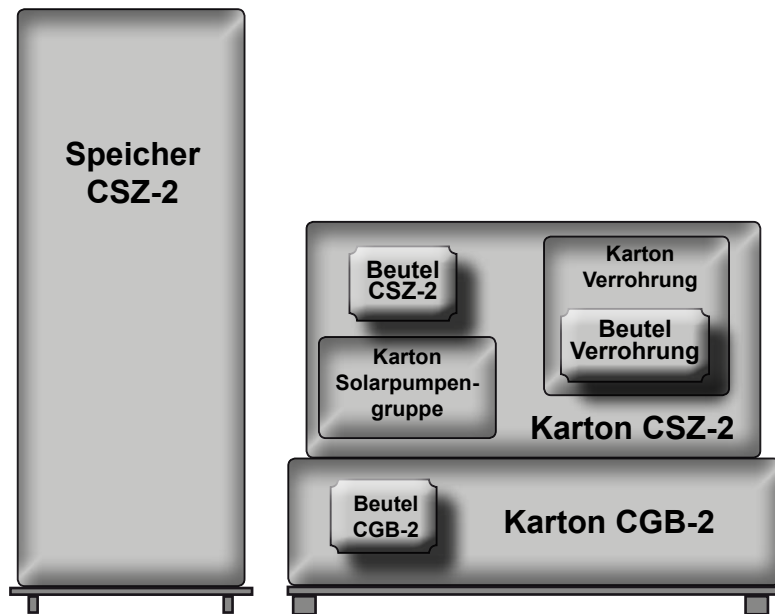 Speicher
CSZ-2
Beutel
CSZ-2
Karton
Verrohrung
Beutel
Verrohrung
Karton
Solarpumpen-
gruppe
Karton CSZ-2
Beutel
CGB-2
Karton CGB-2